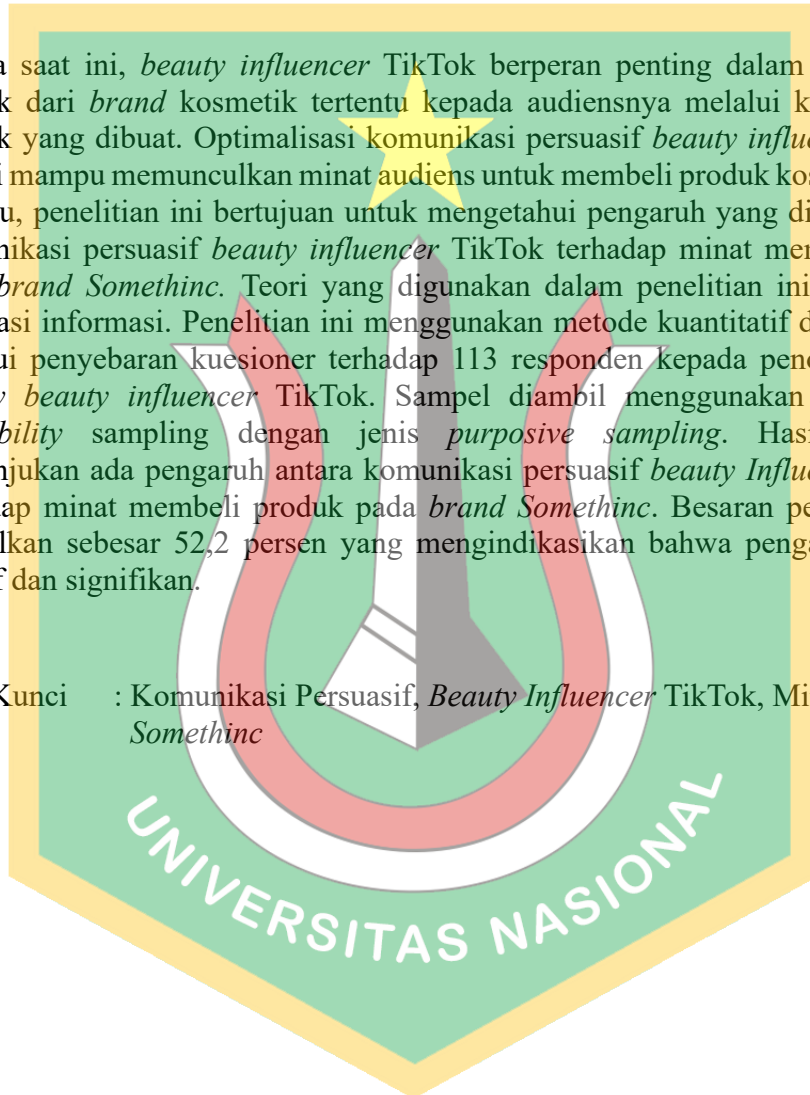 a saat ini, beauty influencer TikTok berperan penting dalam
k dari brand kosmetik tertentu kepada audiensnya melalui k
k yang dibuat. Optimalisasi komunikasi persuasif beauty influe
i mampu memunculkan minat audiens untuk membeli produk kos
u, penelitian ini bertujuan untuk mengetahui pengaruh yang di
nikasi persuasif beauty influencer TikTok terhadap minat mem
brand Somethinc. Teori yang digunakan dalam penelitian ini
asi informasi. Penelitian ini menggunakan metode kuantitatif d
ui penyebaran kuesioner terhadap 113 responden kepada peng
y beauty influencer TikTok. Sampel diambil menggunakan
bility sampling dengan jenis purposive sampling. Hasi
njukan ada pengaruh antara komunikasi persuasif beauty Influe
ap minat membeli produk pada brand Somethinc. Besaran pe
lkan sebesar 52,2 persen yang mengindikasikan bahwa penga
f dan signifikan.
Kunci : Komunikasi Persuasif, Beauty Influencer TikTok, Mi
Somethinc
UNIVERSITAS NASIONAL